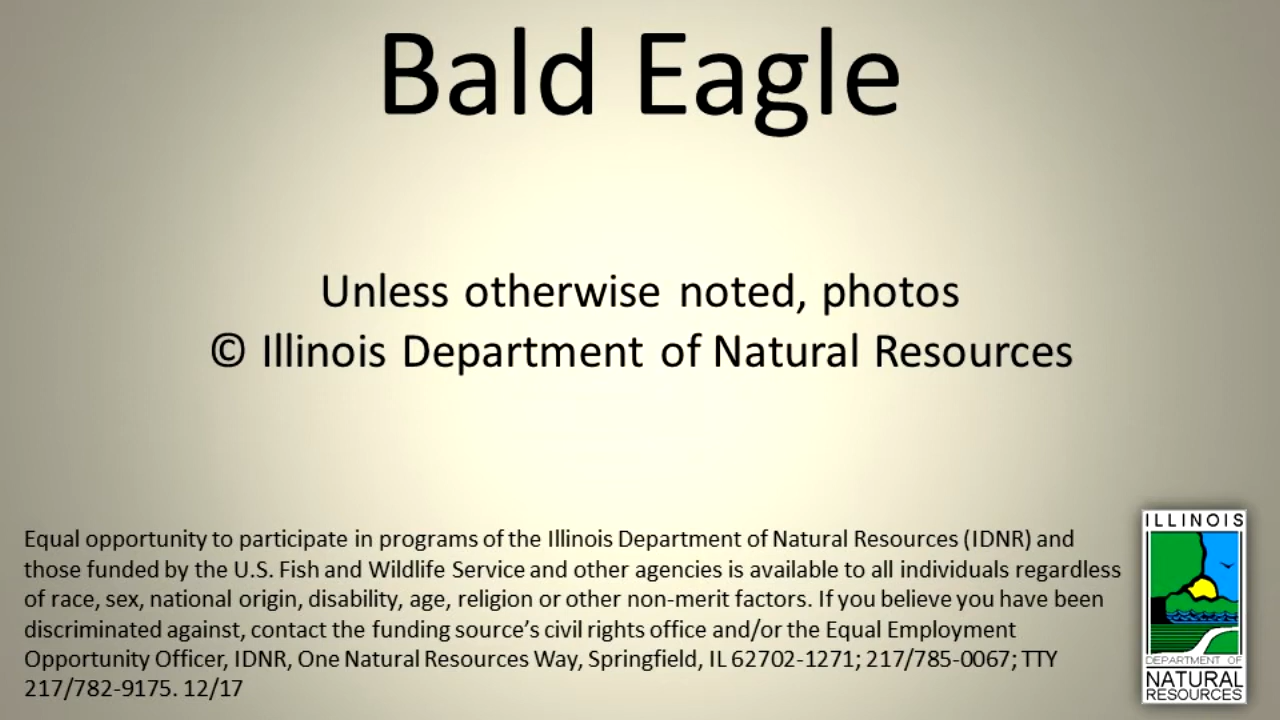 Bald Eagle
Unless otherwise noted, photos
© Illinois Department of Natural Resources
Equal opportunity to participate in programs of the Illinois Department of Natural Resources (IDNR) and
those funded by the U.S. Fish and Wildlife Service and other agencies is available to all individuals regardless
of race, sex, national origin, disability, age, religion or other non-merit factors. If you believe you have been
discriminated against, contact the funding source's civil rights office and/or the Equal Employment
Opportunity Officer, IDNR, One Natural Resources Way, Springfield, IL 62702-1271; 217/785-0067; TTY
217/782-9175. 12/17
ILLINOIS
DEPARTMENT OF
NATURAL
RESOURCES